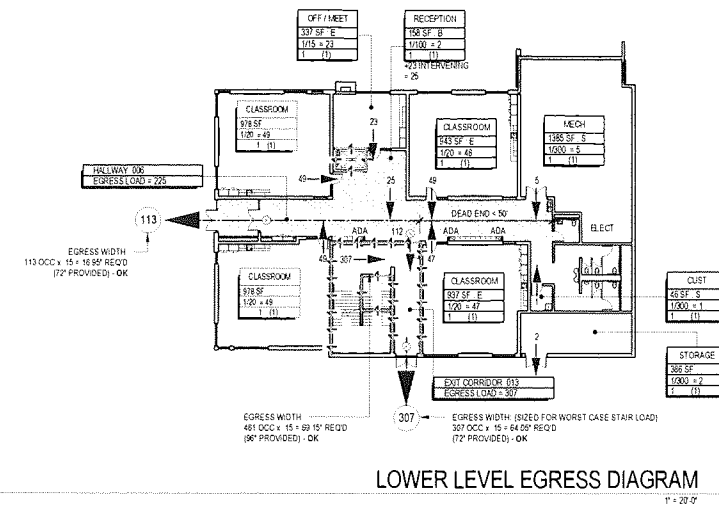 OFF / MEET
337 SF E
1/15 = 23
1 (1)
RECEPTION
158 SF B
1/100 = 2
1 (1)
+23 INTERVENING
= 25
CLASSROOM
978 SF
1/20 = 49
1 (1)
23
CLASSROOM
943 SF E
1/20 = 48
1 (1)
MECH
1385 SF S
1/300 = 5
1 (1)
HALLWAY 006
EGRESS LOAD = 225
49
25
49
5
DEAD END < 50'
113
ADA
112
ADA
ADA
ELECT
EGRESS WIDTH
113 OCC x .15 = 16.95" REQ'D
(72" PROVIDED) - OK
49
307
47
CLASSROOM
978 SF
1/20 = 49
1 (1)
CLASSROOM
937 SF E
1/20 = 47
1 (1)
1
CUST
46 SF S
1/300 = 1
1 (1)
2
STORAGE
386 SF
1/300 = 2
1 (1)
EXIT CORRIDOR 013
EGRESS LOAD = 307
EGRESS WIDTH
461 OCC x .15 = 69.15" REQ'D
(96" PROVIDED) - OK
307
EGRESS WIDTH: (SIZED FOR WORST CASE STAIR LOAD)
307 OCC x .15 = 64.05" REQ'D
(72" PROVIDED) - OK
LOWER LEVEL EGRESS DIAGRAM
1" = 20'-0"